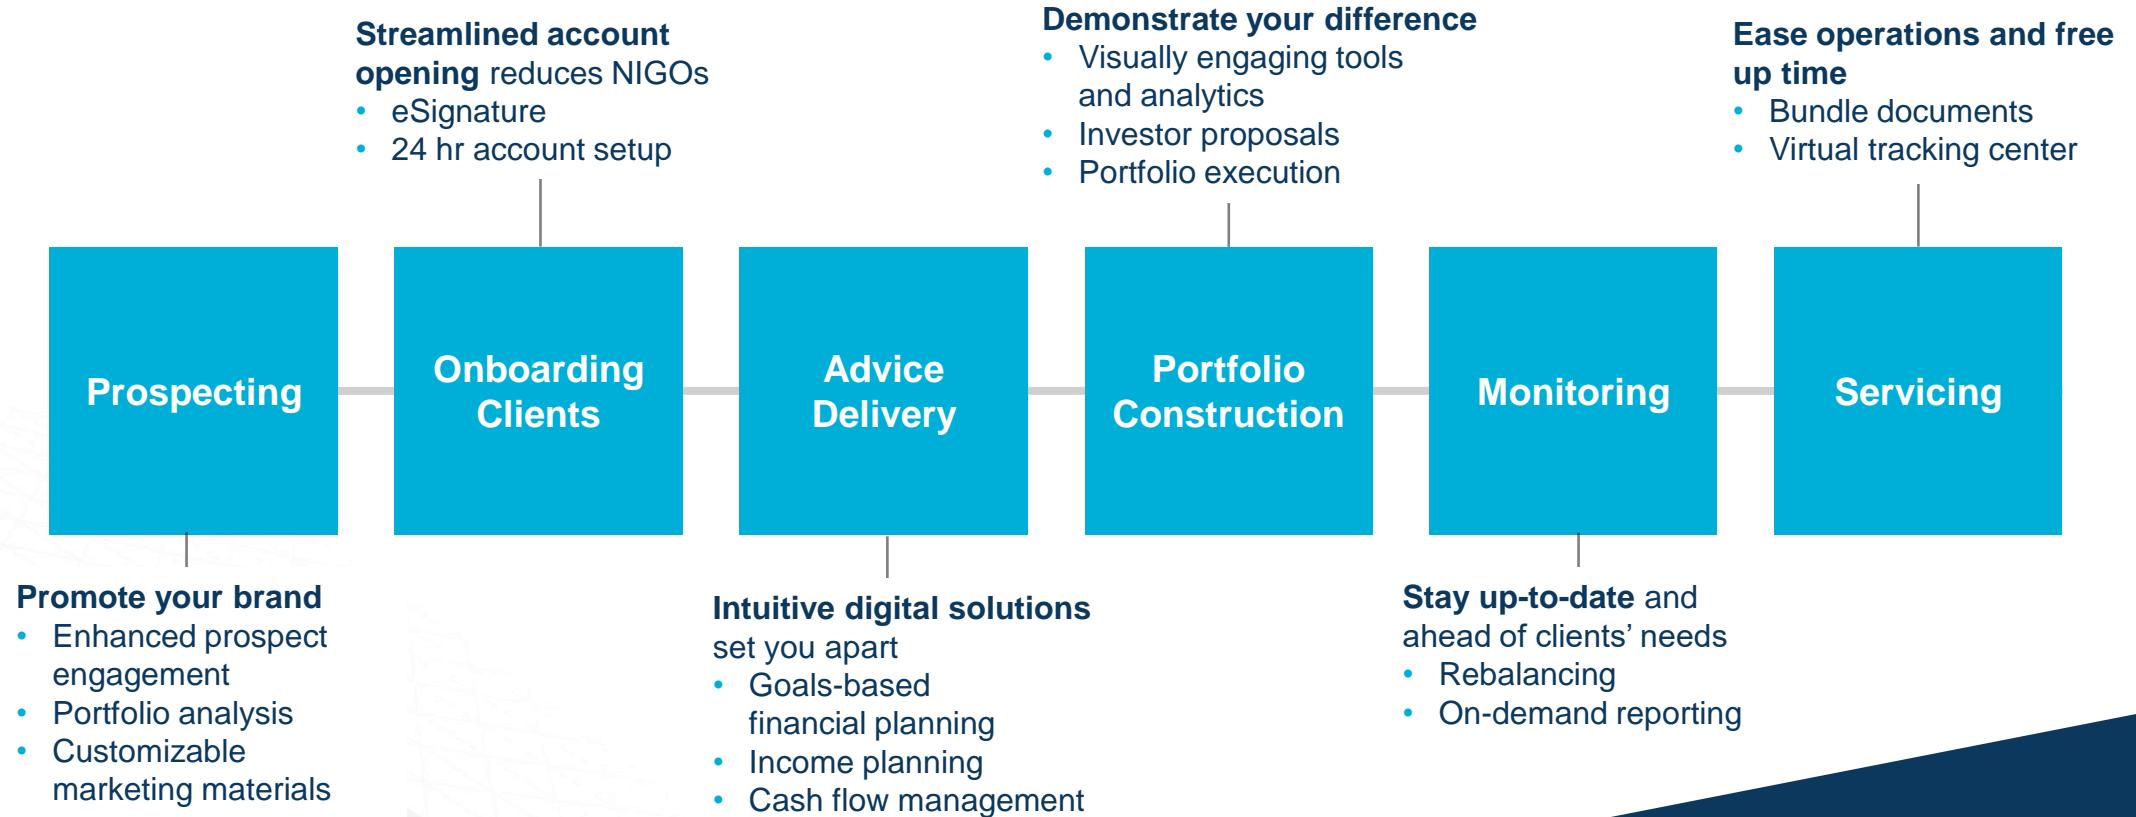 Streamlined account
opening reduces NIGOs
• eSignature
• 24 hr account setup
Demonstrate your difference
• Visually engaging tools
and analytics
• Investor proposals
• Portfolio execution
Ease operations and free
up time
• Bundle documents
• Virtual tracking center
Prospecting
Onboarding
Clients
Advice
Delivery
Portfolio
Construction
Monitoring
Servicing
Promote your brand
• Enhanced prospect
engagement
• Portfolio analysis
• Customizable
marketing materials
Intuitive digital solutions
set you apart
• Goals-based
financial planning
• Income planning
• Cash flow management
Stay up-to-date and
ahead of clients’ needs
• Rebalancing
• On-demand reporting